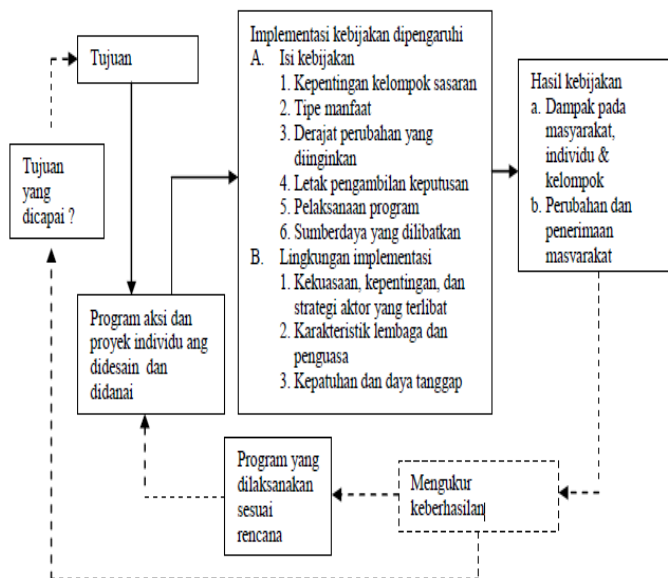 Tujuan
Tujuan
yang
dicapai ?
Program aksi dan
proyek individu ang
didesain dan
didanai
Implementasi kebijakan dipengaruhi
A. Isi kebijakan
1. Kepentingan kelompok sasaran
2. Tipe manfaat
3. Derajat perubahan yang
diinginkan
4. Letak pengambilan keputusan
5. Pelaksanaan program
6. Sumberdaya yang dilibatkan
B. Lingkungan implementasi
1. Kekuasaan, kepentingan, dan
strategi aktor yang terlibat
2. Karakteristik lembaga dan
penguasa
3. Kepatuhan dan daya tanggap
Hasil kebijakan
a. Dampak pada
masyarakat,
individu &
kelompok
b. Perubahan dan
penerimaan
masyarakat
Program yang
dilaksanakan
sesuai
rencana
Mengukur
keberhasilan